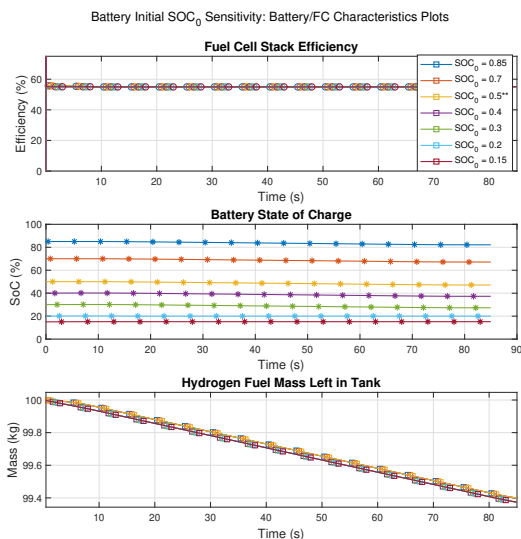 Battery Initial SOC0 Sensitivity: Battery/FC Characteristics Plots
Fuel Cell Stack Efficiency
Efficiency (%)
60
40
20
0
10 20 30 40 50 60 70 80
Time (s)
SOC0 = 0.85
SOC0 = 0.7
SOC0 = 0.5**
SOC0 = 0.4
SOC0 = 0.3
SOC0 = 0.2
SOC0 = 0.15
Battery State of Charge
SoC (%)
100
80
60
40
20
0
0 10 20 30 40 50 60 70 80 90
Time (s)
Hydrogen Fuel Mass Left in Tank
Mass (kg)
100
99.8
99.6
99.4
10 20 30 40 50 60 70 80
Time (s)